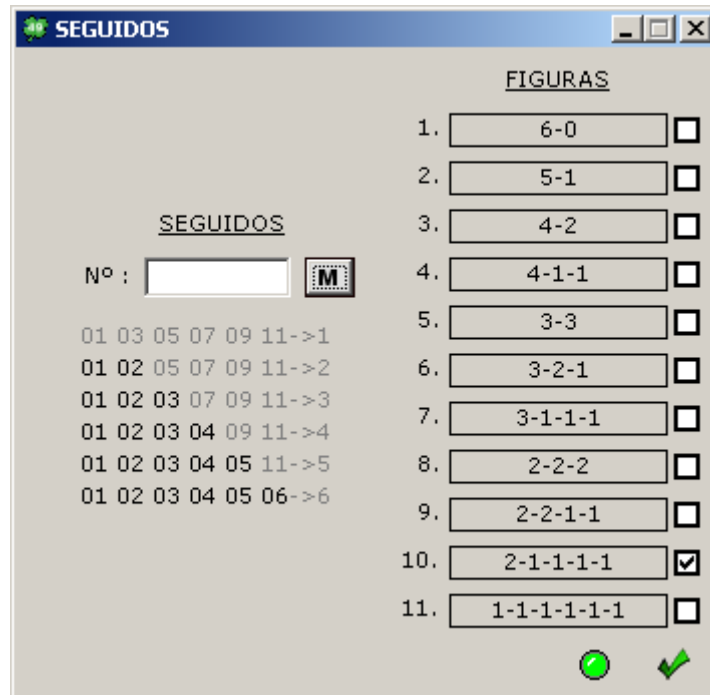 SEGUIDOS
FIGURAS
1. 6-0
2. 5-1
3. 4-2
4. 4-1-1
5. 3-3
6. 3-2-1
7. 3-1-1-1
8. 2-2-2
9. 2-2-1-1
10. 2-1-1-1-1
11. 1-1-1-1-1-1
SEGUIDOS
Nº : M
01 03 05 07 09 11->1
01 02 05 07 09 11->2
01 02 03 07 09 11->3
01 02 03 04 09 11->4
01 02 03 04 05 11->5
01 02 03 04 05 06->6